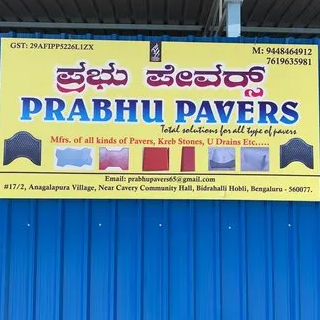 GST: 29AFIPP5226L1ZX
M: 9448464912
7619635981
ಪ್ರಭು ಪೇವರ್ಸ್
PRABHU PAVERS
Total solutions for all type of pavers
Mfrs. of all kinds of Pavers, Kreb Stones, U Drains Etc.....
Email: prabhupavers65@gmail.com
#17/2, Anagalapura Village, Near Cavery Community Hall, Bidrahalli Hobli, Bengaluru - 560077.